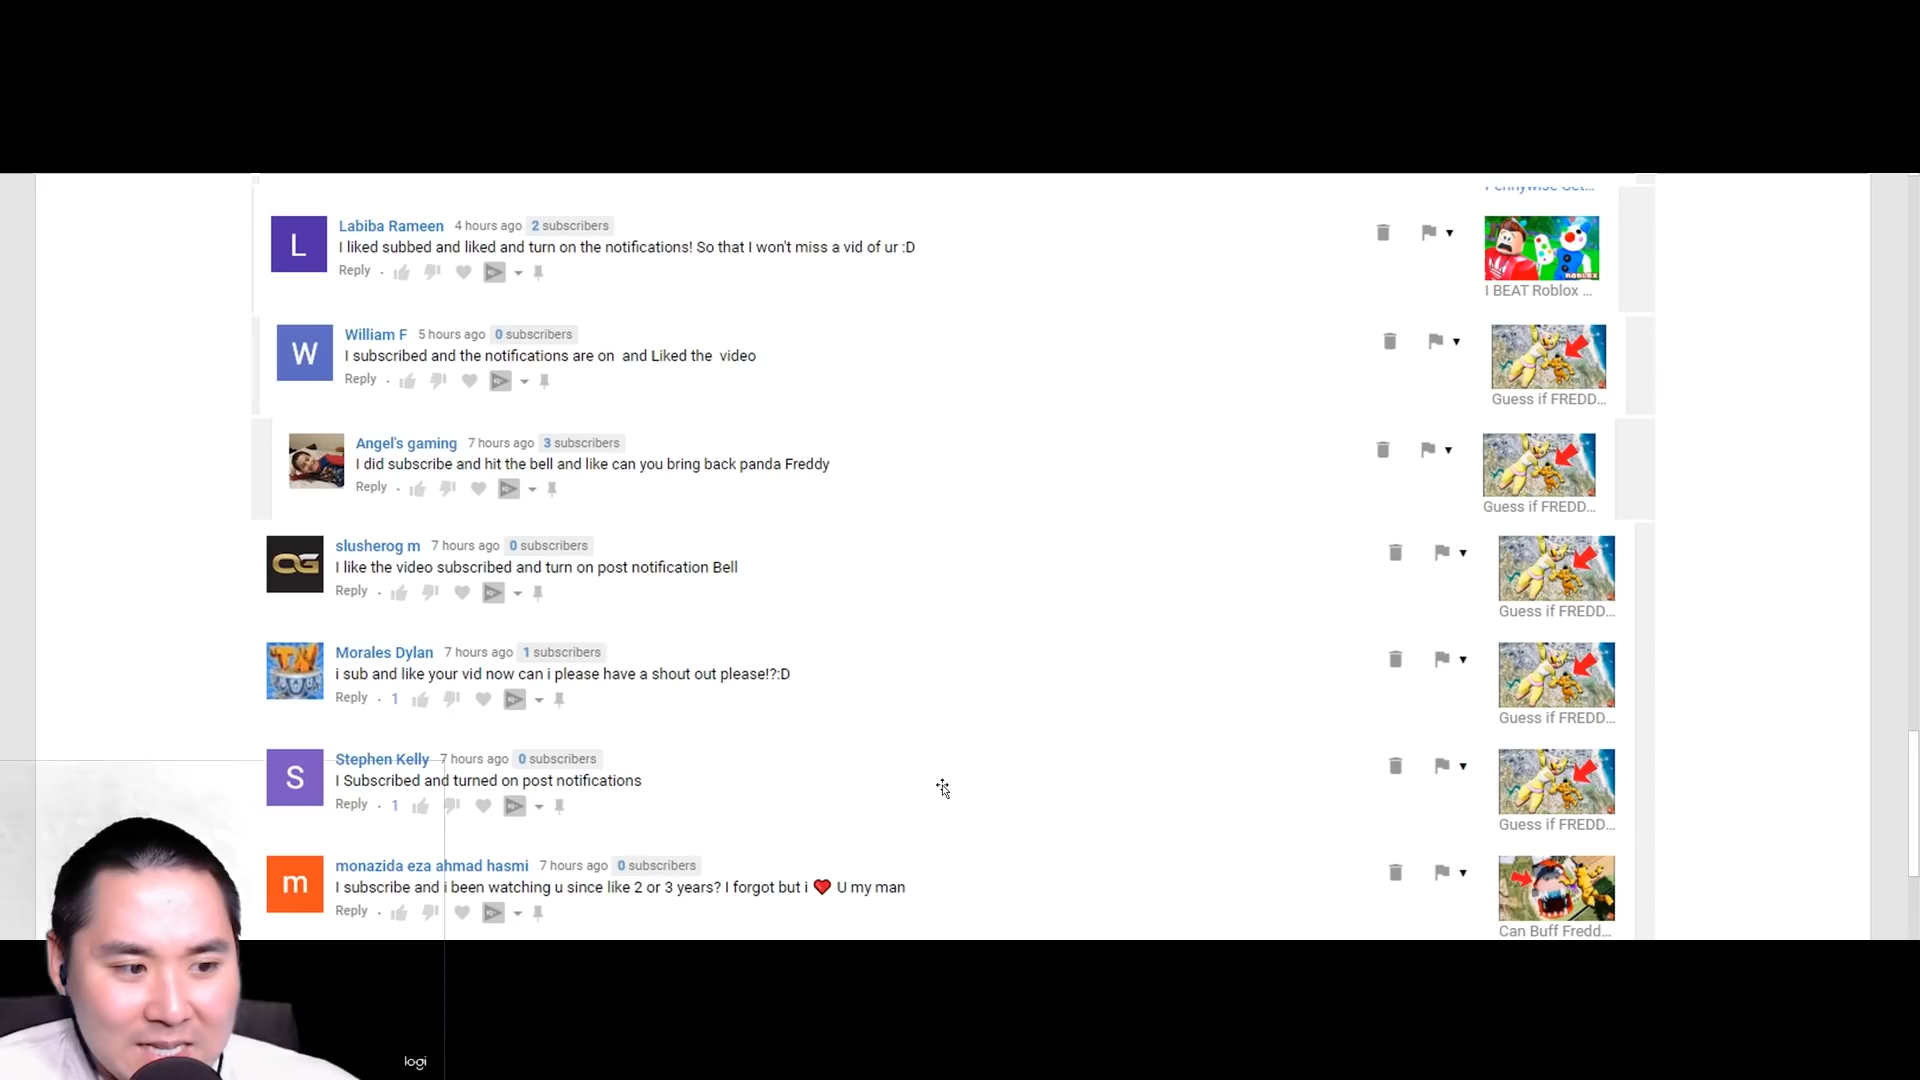 L
Labiba Rameen 4 hours ago 2 subscribers
I liked subbed and liked and turn on the notifications! So that I won't miss a vid of ur :D
Reply
ROBLOX
I BEAT Roblox ...
W
William F 5 hours ago 0 subscribers
I subscribed and the notifications are on and Liked the video
Reply
Guess if FREDD...
Angel's gaming 7 hours ago 3 subscribers
I did subscribe and hit the bell and like can you bring back panda Freddy
Reply
Guess if FREDD...
OG
slusherog m 7 hours ago 0 subscribers
I like the video subscribed and turn on post notification Bell
Reply
Guess if FREDD...
Morales Dylan 7 hours ago 1 subscribers
i sub and like your vid now can i please have a shout out please!?:D
Reply · 1
Guess if FREDD...
S
Stephen Kelly 7 hours ago 0 subscribers
I Subscribed and turned on post notifications
Reply · 1
Guess if FREDD...
m
monazida eza ahmad hasmi 7 hours ago 0 subscribers
I subscribe and i been watching u since like 2 or 3 years? I forgot but i ❤ U my man
Reply
Can Buff Fredd...
logi